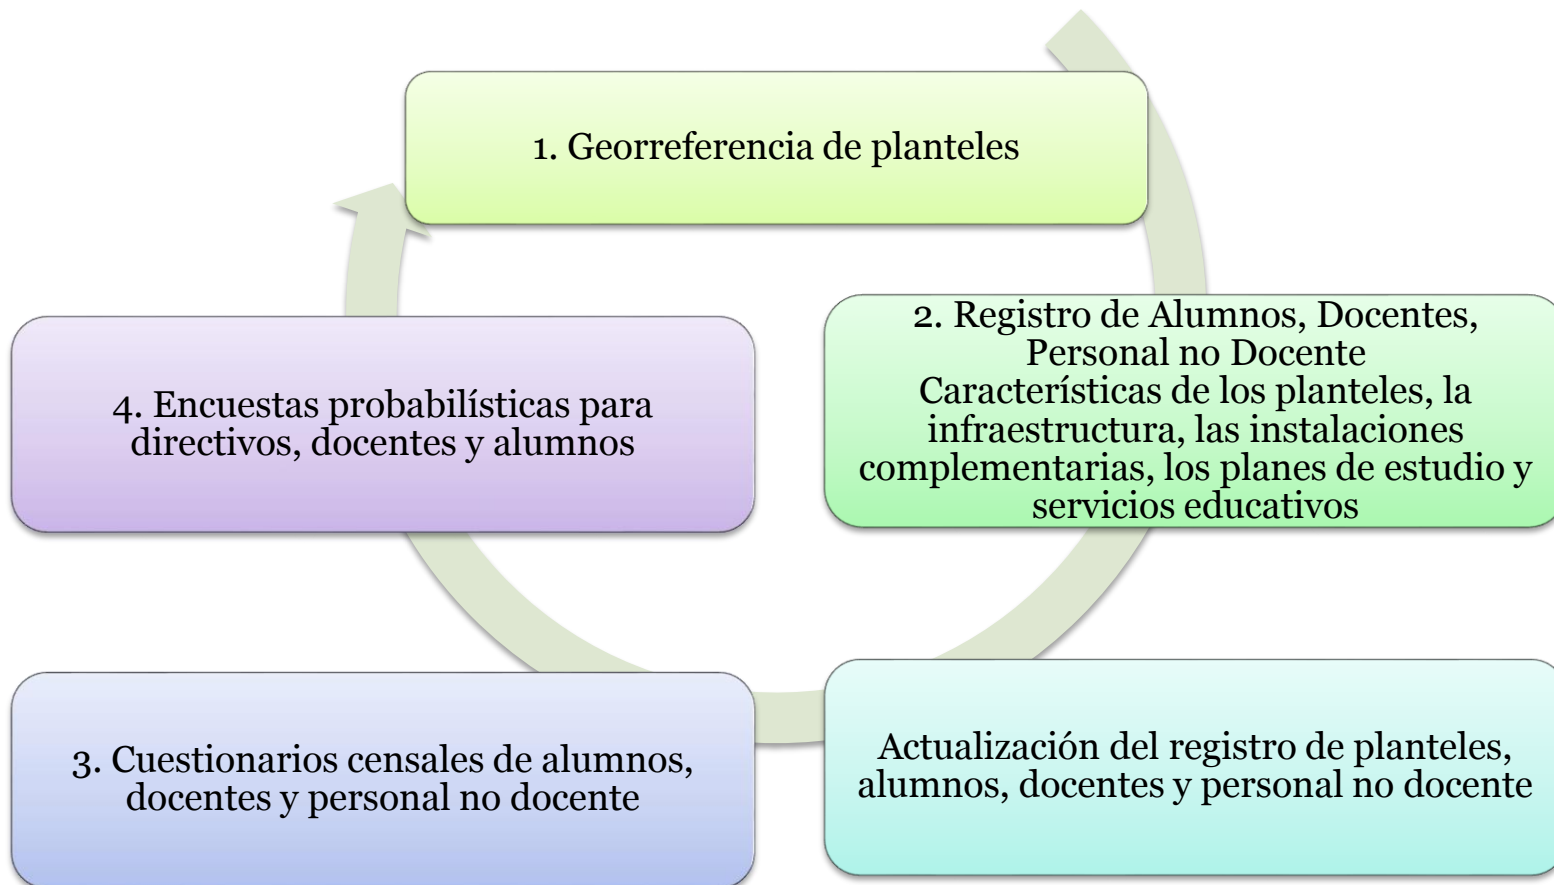 1. Georreferencia de planteles
2. Registro de Alumnos, Docentes,
Personal no Docente
Características de los planteles, la
infraestructura, las instalaciones
complementarias, los planes de estudio y
servicios educativos
Actualización del registro de planteles,
alumnos, docentes y personal no docente
3. Cuestionarios censales de alumnos,
docentes y personal no docente
4. Encuestas probabilísticas para
directivos, docentes y alumnos